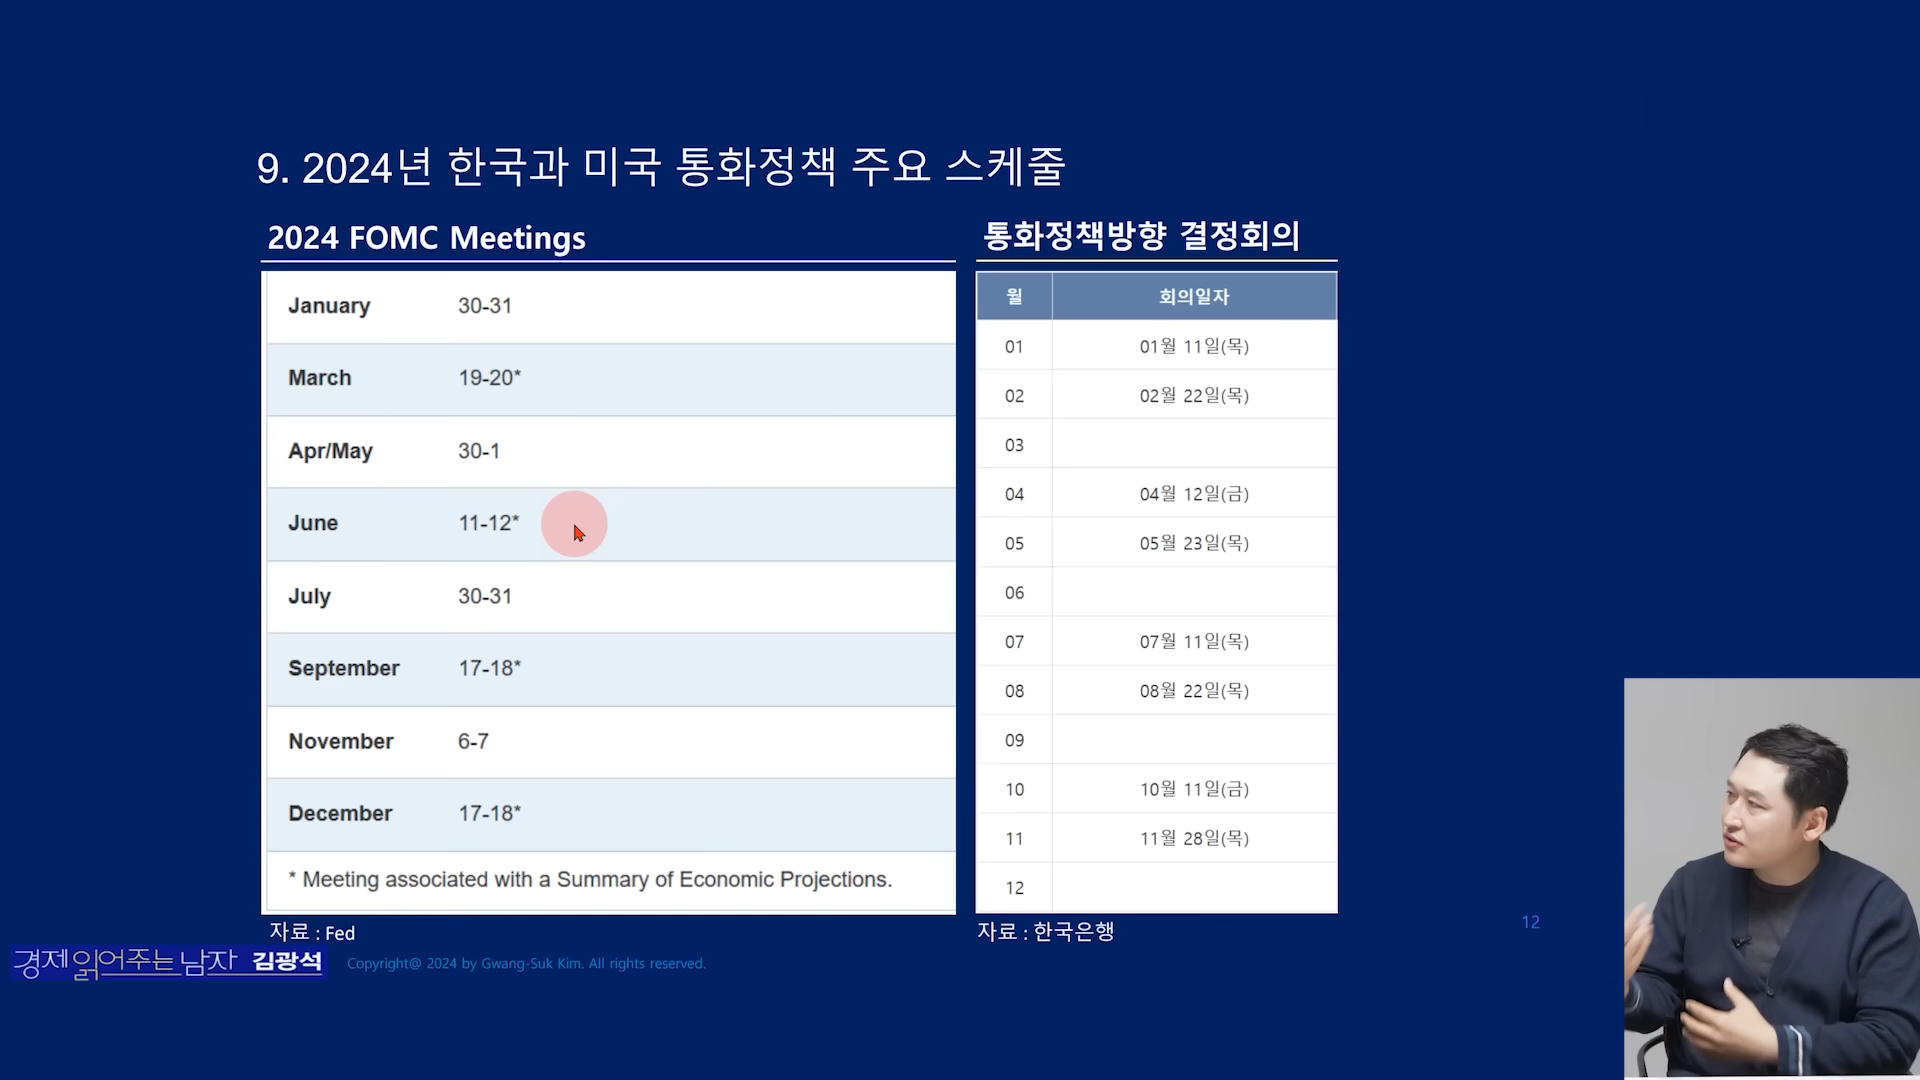 9. 2024년 한국과 미국 통화정책 주요 스케줄
2024 FOMC Meetings
January 30-31
March 19-20*
Apr/May 30-1
June 11-12*
July 30-31
September 17-18*
November 6-7
December 17-18*
* Meeting associated with a Summary of Economic Projections.
자료 : Fed
통화정책방향 결정회의
월 회의일자
01 01월 11일(목)
02 02월 22일(목)
03
04 04월 12일(금)
05 05월 23일(목)
06
07 07월 11일(목)
08 08월 22일(목)
09
10 10월 11일(금)
11 11월 28일(목)
12
자료 : 한국은행
12
경제읽어주는남자 김광석
Copyright@ 2024 by Gwang-Suk Kim. All rights reserved.